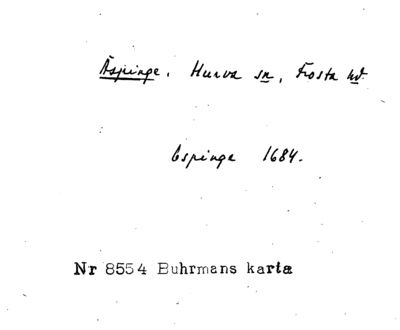 Äspinge, Hurva sn, Frosta hd
Espinge 1684.
Nr 8554 Buhrmans karta